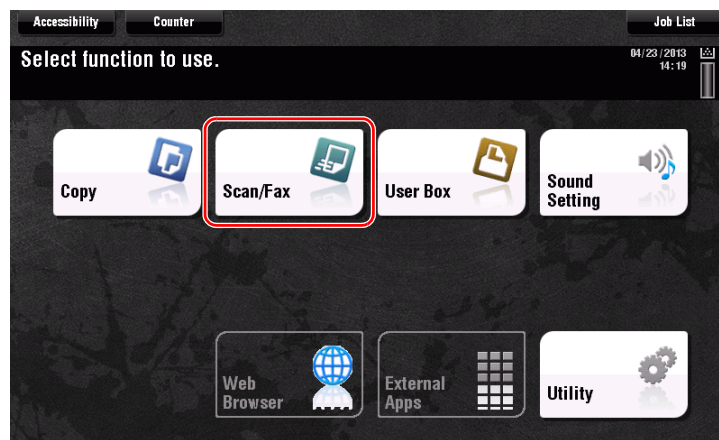 Accessibility
Counter
Job List
Select function to use.
04/23/2013
14:19
Copy
Scan/Fax
User Box
Sound
Setting
Web
Browser
External
Apps
Utility